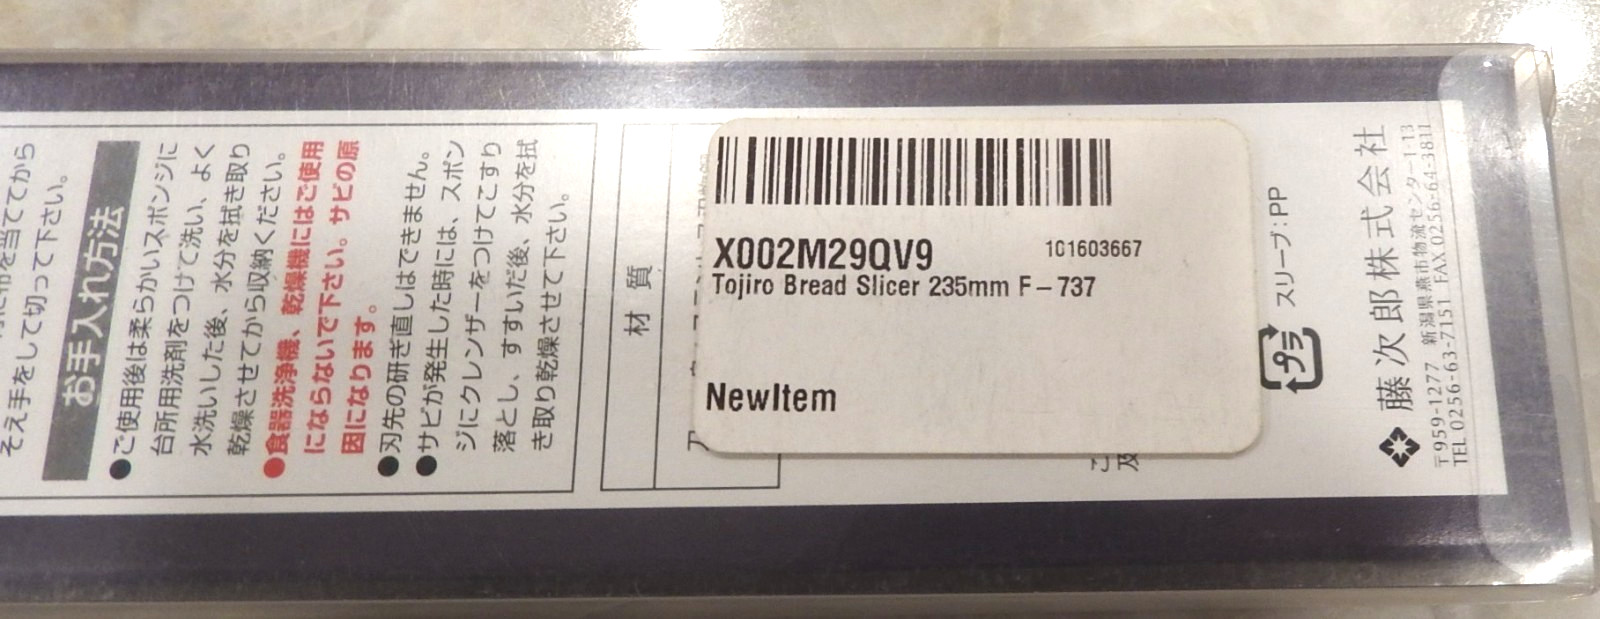 そえ手をして切って下さい。
お手入れ方法
●ご使用後は柔らかいスポンジに
台所用洗剤をつけて洗い、よく
水洗いした後、水分を拭き取り
乾燥させてから収納ください。
●食器洗浄機、乾燥機にはご使用
にならないで下さい。サビの原
因になります。
●刃先の研ぎ直しはできません。
●サビが発生した時には、スポン
ジにクレンザーをつけてこすり
落とし、すすいだ後、水分を拭
き取り乾燥させて下さい。
材 質
X002M29QV9
101603667
Tojiro Bread Slicer 235mm F-737
NewItem
プラ
スリーブ:PP
藤次郎株式会社
〒959-1277 新潟県燕市物流センター1-13
TEL 0256-63-7151 FAX 0256-64-3817